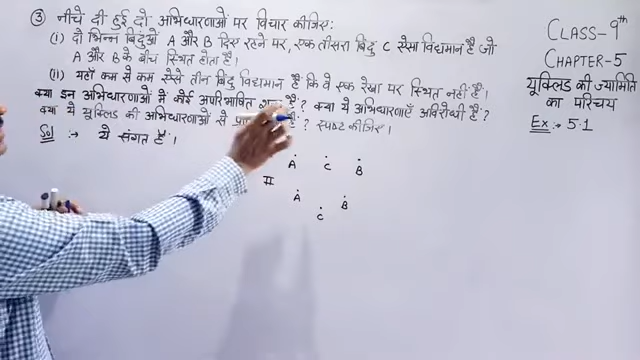 ③ नीचे दी हुई दो अभिधारणाओं पर विचार कीजिए:
(i) दो भिन्न बिंदुओं A और B दिए रहने पर, एक तीसरा बिंदु C ऐसा विद्यमान है जो
A और B के बीच स्थित होता है।
(ii) यहाँ कम से कम ऐसे तीन बिंदु विद्यमान हैं कि वे एक रेखा पर स्थित नहीं हैं।
क्या इन अभिधारणाओं में कोई अपरिभाषित शब्द हैं? क्या ये अभिधारणाएँ अविरोधी हैं?
क्या ये यूक्लिड की अभिधारणाओं से हैं? स्पष्ट कीजिए।
Sol :→ ये संगत हैं।
A C B
II A B
C
CLASS-9th
CHAPTER-5
यूक्लिड की ज्यामिति
का परिचय
Ex:- 5.1